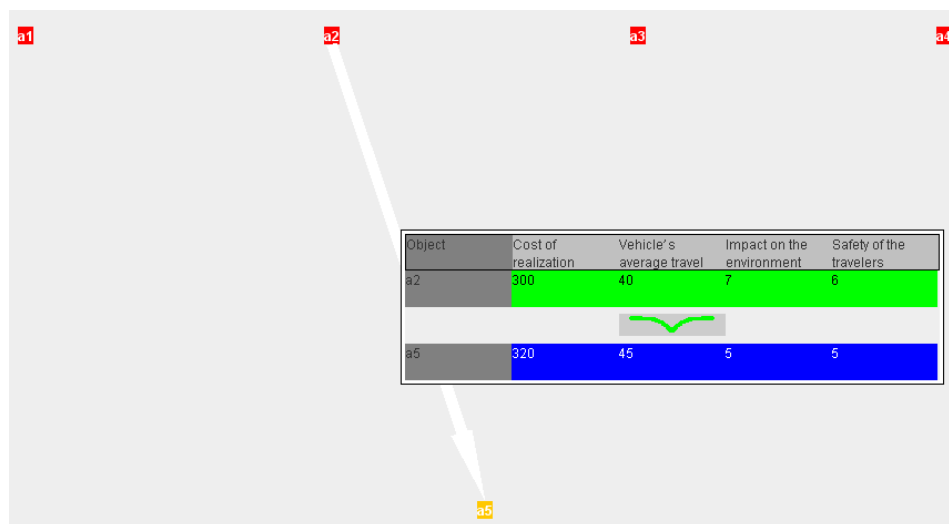 a1 a2 a3 a4
Object Cost of realization Vehicle's average travel Impact on the environment Safety of the travelers
a2 300 40 7 6
a5 320 45 5 5
a5